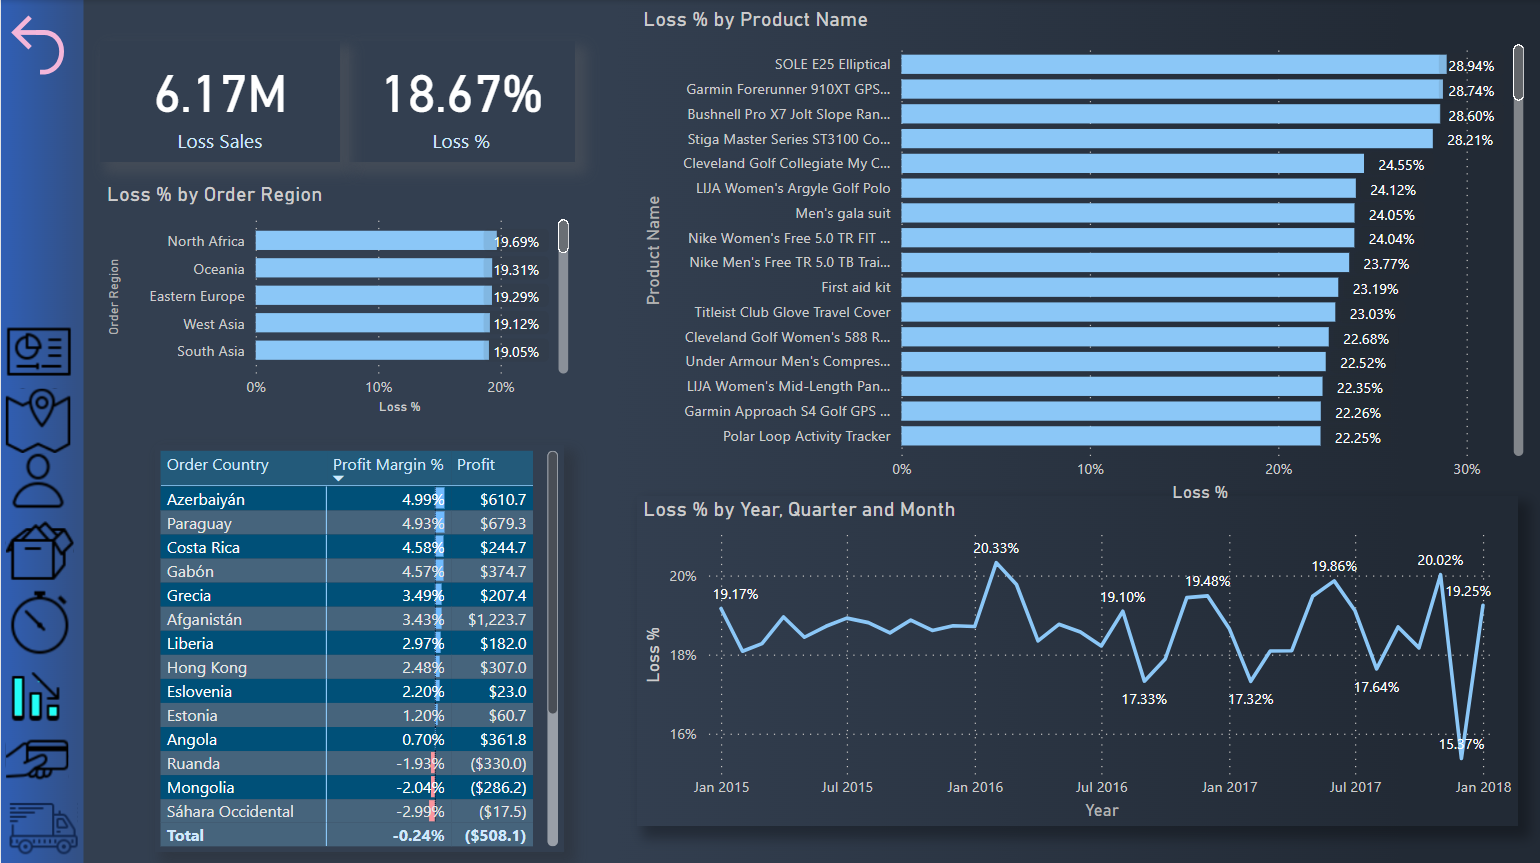 6.17M
Loss Sales
18.67%
Loss %
Loss % by Order Region
Order Region
North Africa 19.69%
Oceania 19.31%
Eastern Europe 19.29%
West Asia 19.12%
South Asia 19.05%
0% 10% 20%
Loss %
Order Country Profit Margin % Profit
Azerbaiyán 4.99% $610.7
Paraguay 4.93% $679.3
Costa Rica 4.58% $244.7
Gabón 4.57% $374.7
Grecia 3.49% $207.4
Afganistán 3.43% $1,223.7
Liberia 2.97% $182.0
Hong Kong 2.48% $307.0
Eslovenia 2.20% $23.0
Estonia 1.20% $60.7
Angola 0.70% $361.8
Ruanda -1.93% ($330.0)
Mongolia -2.04% ($286.2)
Sáhara Occidental -2.99% ($17.5)
Total -0.24% ($508.1)
Loss % by Product Name
Product Name
SOLE E25 Elliptical 28.94%
Garmin Forerunner 910XT GPS... 28.74%
Bushnell Pro X7 Jolt Slope Ran... 28.60%
Stiga Master Series ST3100 Co... 28.21%
Cleveland Golf Collegiate My C... 24.55%
LIJA Women's Argyle Golf Polo 24.12%
Men's gala suit 24.05%
Nike Women's Free 5.0 TR FIT ... 24.04%
Nike Men's Free TR 5.0 TB Trai... 23.77%
First aid kit 23.19%
Titleist Club Glove Travel Cover 23.03%
Cleveland Golf Women's 588 R... 22.68%
Under Armour Men's Compres... 22.52%
LIJA Women's Mid-Length Pan... 22.35%
Garmin Approach S4 Golf GPS ... 22.26%
Polar Loop Activity Tracker 22.25%
0% 10% 20% 30%
Loss %
Loss % by Year, Quarter and Month
Loss %
20%
18%
16%
19.17%
20.33%
19.10%
17.33%
19.48%
17.32%
19.86%
17.64%
20.02%
15.37%
19.25%
Jan 2015 Jul 2015 Jan 2016 Jul 2016 Jan 2017 Jul 2017 Jan 2018
Year